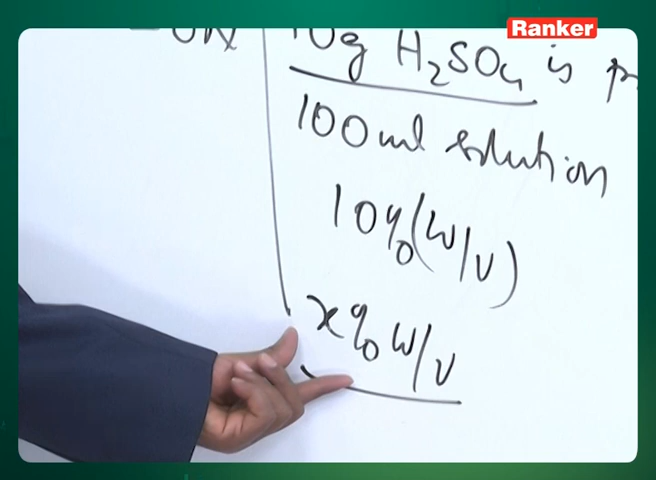 Ranker
10g H₂SO₄ is
100ml solution
10% (W/V)
x% W/V